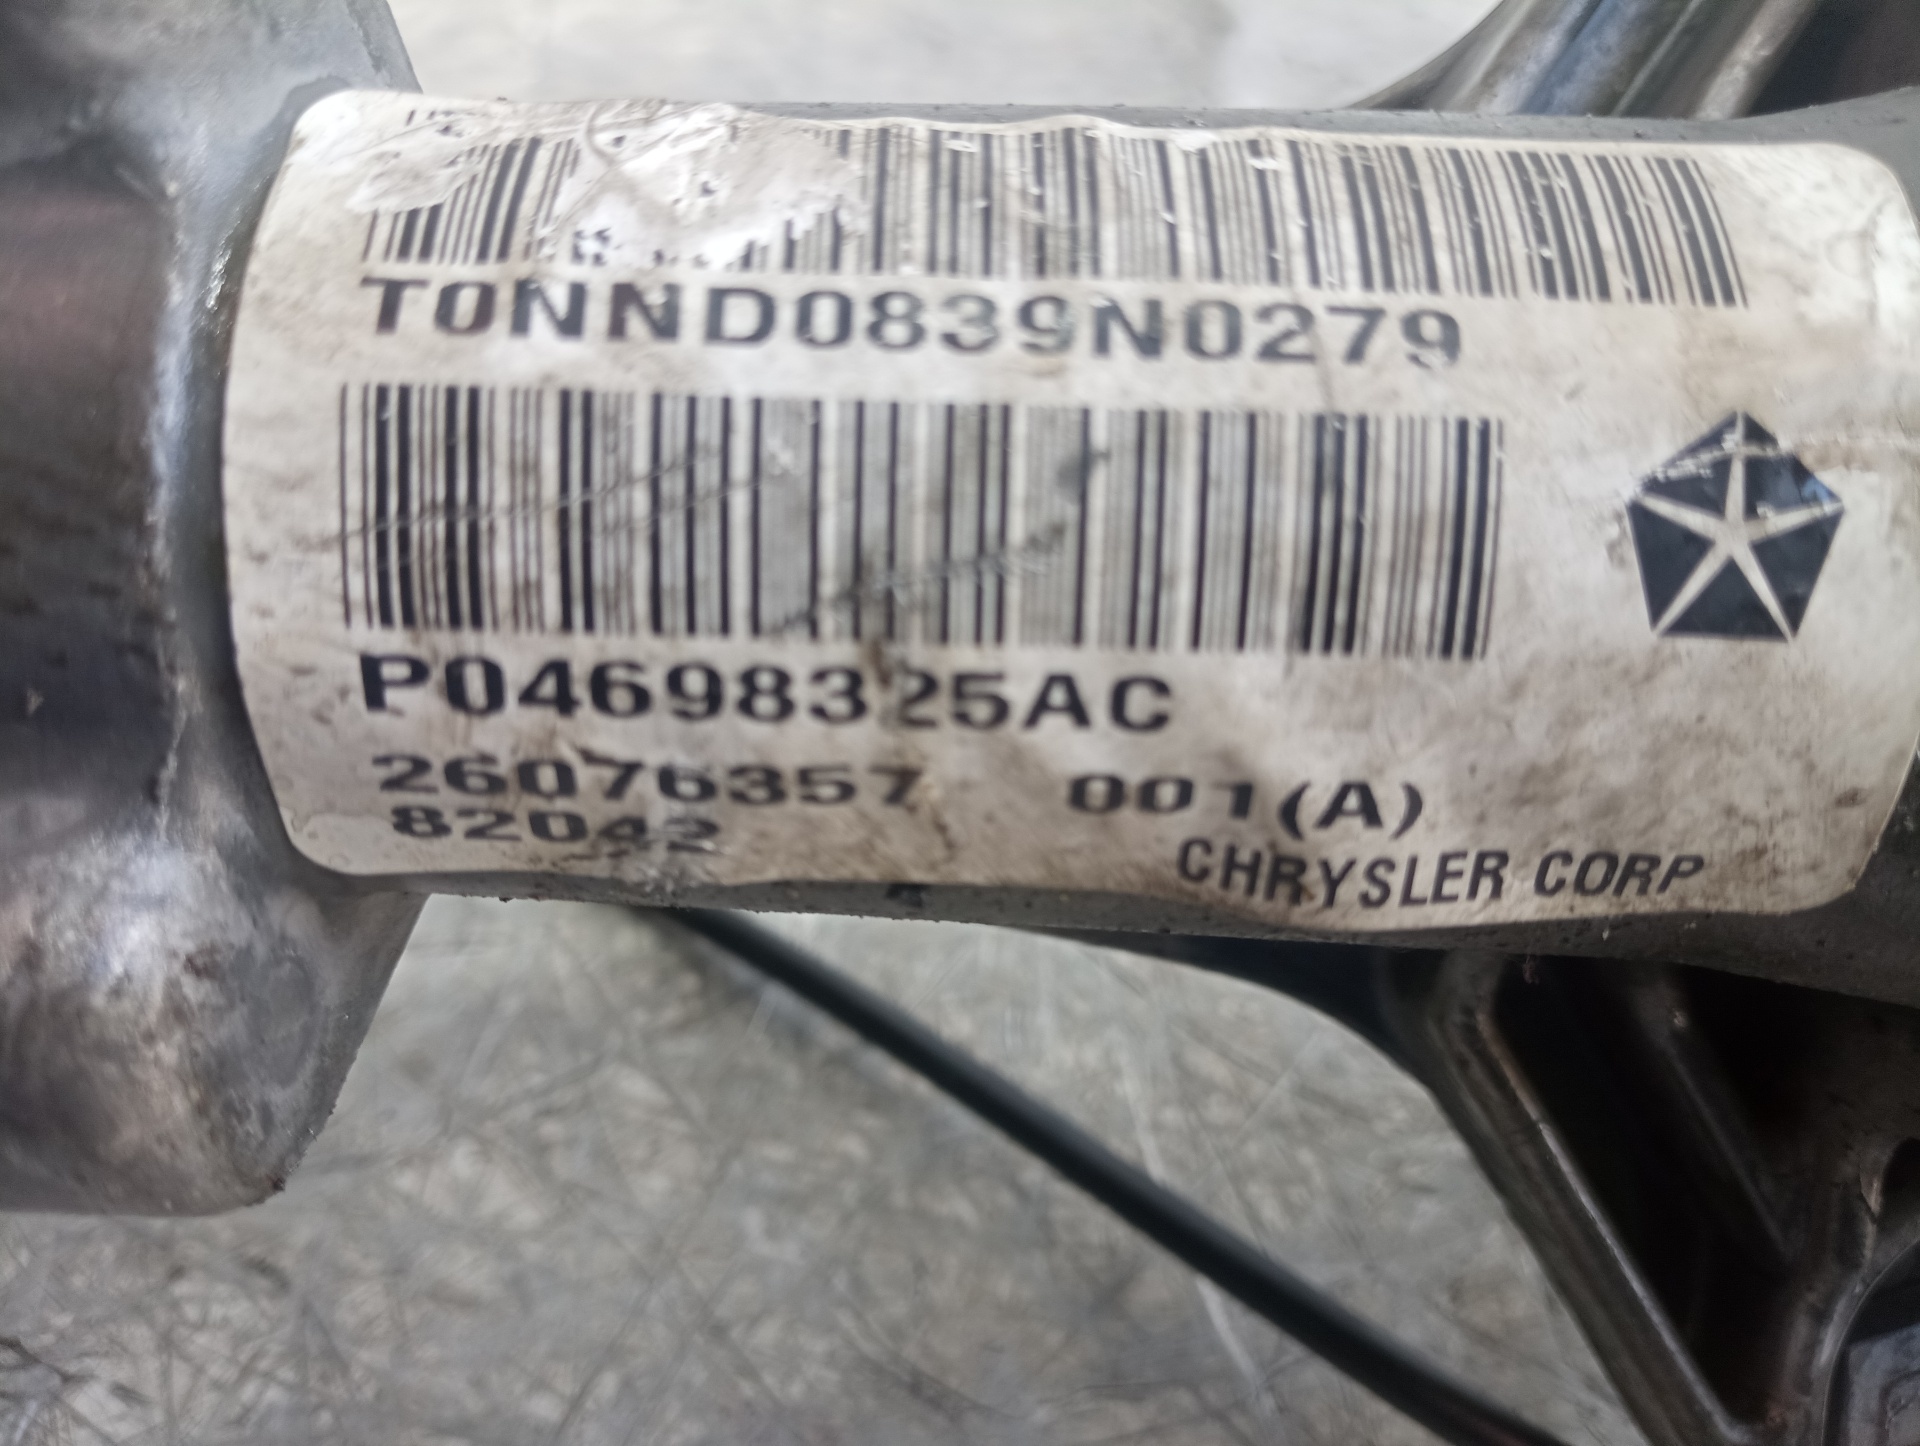 T0NND0839N0279
P04698325AC
26076357 001(A)
82042
CHRYSLER CORP